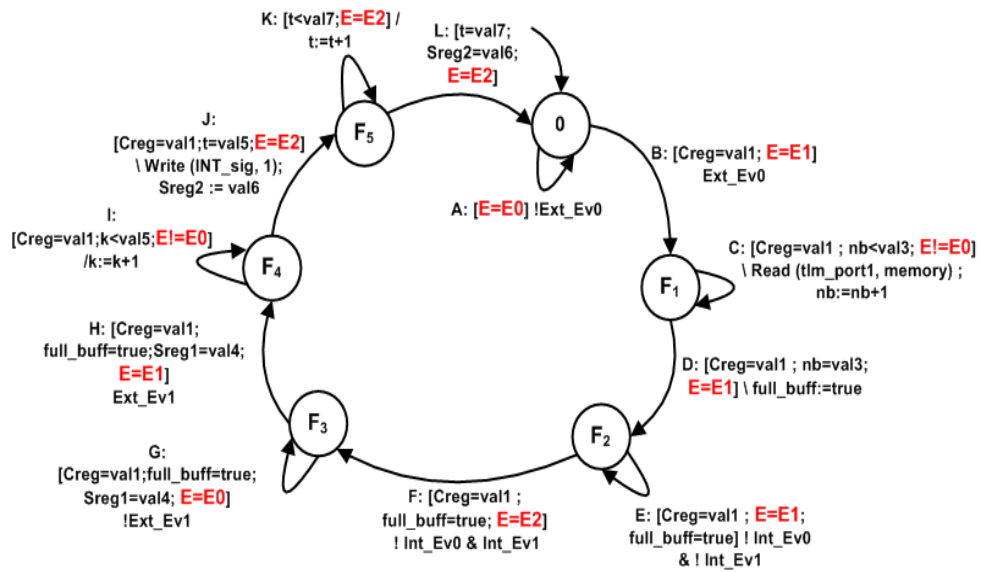 K: [t<val7;E=E2] /
t:=t+1
L: [t=val7;
Sreg2=val6;
E=E2]
F5
0
J:
[Creg=val1;t=val5;E=E2]
\ Write (INT_sig, 1);
Sreg2 := val6
B: [Creg=val1; E=E1]
Ext_Ev0
A: [E=E0] !Ext_Ev0
I:
[Creg=val1;k<val5;E!=E0]
/k:=k+1
F4
F1
C: [Creg=val1 ; nb<val3; E!=E0]
\ Read (tlm_port1, memory) ;
nb:=nb+1
H: [Creg=val1;
full_buff=true;Sreg1=val4;
E=E1]
Ext_Ev1
D: [Creg=val1 ; nb=val3;
E=E1] \ full_buff:=true
F3
F2
G:
[Creg=val1;full_buff=true;
Sreg1=val4; E=E0]
!Ext_Ev1
F: [Creg=val1 ;
full_buff=true; E=E2]
! Int_Ev0 & Int_Ev1
E: [Creg=val1 ; E=E1;
full_buff=true] ! Int_Ev0
& ! Int_Ev1